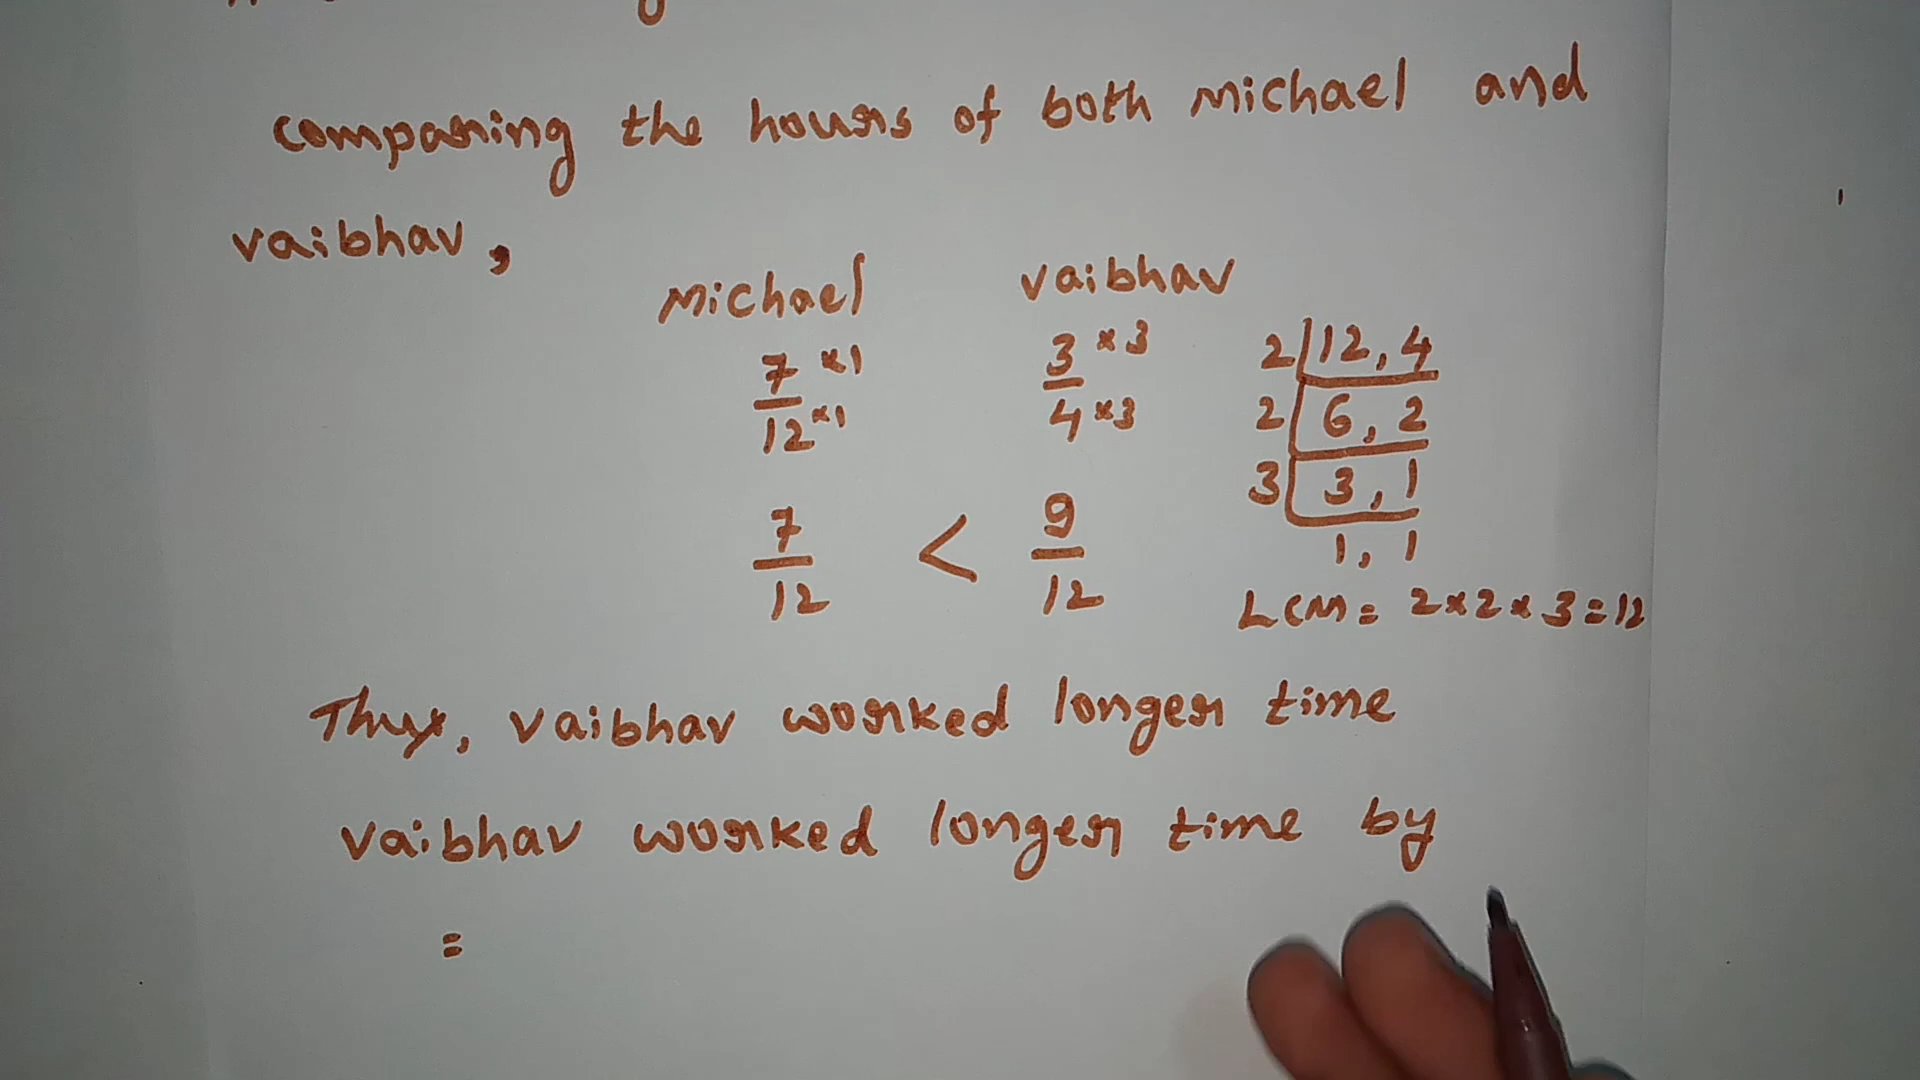 comparing the hours of both Michael and
vaibhav,
Michael vaibhav
7 ×1 / 12 ×1 3 ×3 / 4 ×3
7/12 < 9/12
2 | 12, 4
2 | 6, 2
3 | 3, 1
1, 1
LCM = 2×2×3=12
Thus, vaibhav worked longer time
vaibhav worked longer time by
=